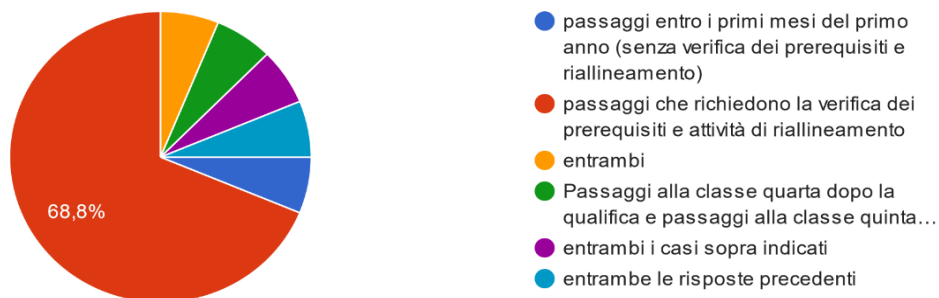 passaggi entro i primi mesi del primo
anno (senza verifica dei prerequisiti e
riallineamento)
passaggi che richiedono la verifica dei
prerequisiti e attività di riallineamento
entrambi
Passaggi alla classe quarta dopo la
qualifica e passaggi alla classe quinta…
entrambi i casi sopra indicati
entrambe le risposte precedenti
68,8%